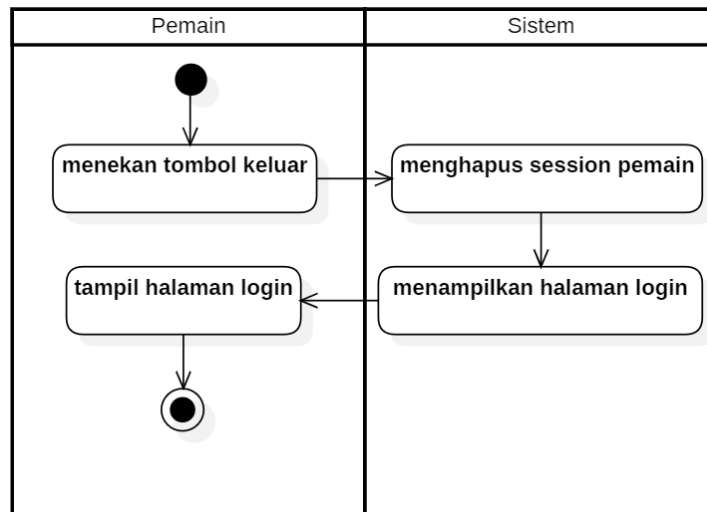 Pemain
Sistem
menekan tombol keluar
menghapus session pemain
menampilkan halaman login
tampil halaman login